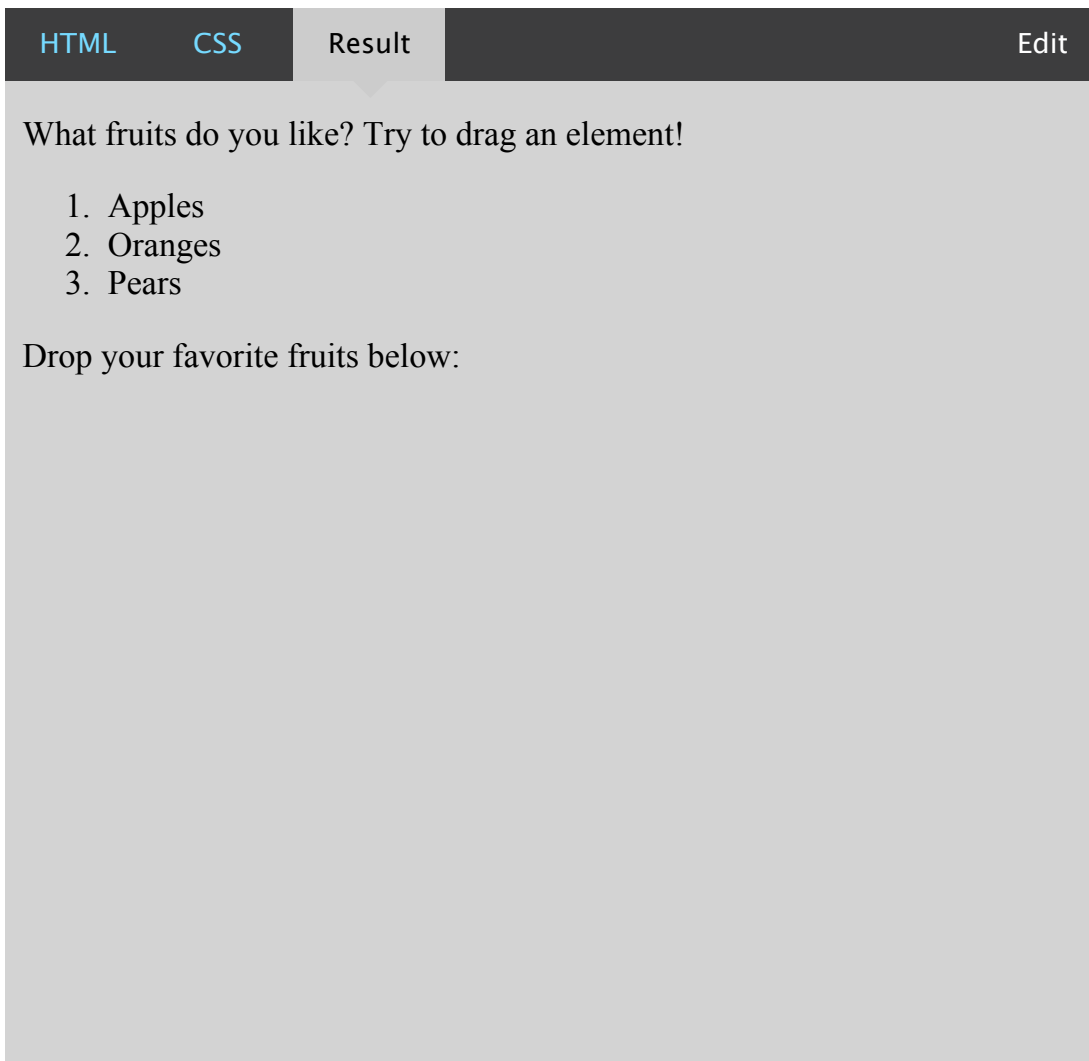 HTML CSS Result Edit
What fruits do you like? Try to drag an element!
1. Apples
2. Oranges
3. Pears
Drop your favorite fruits below: